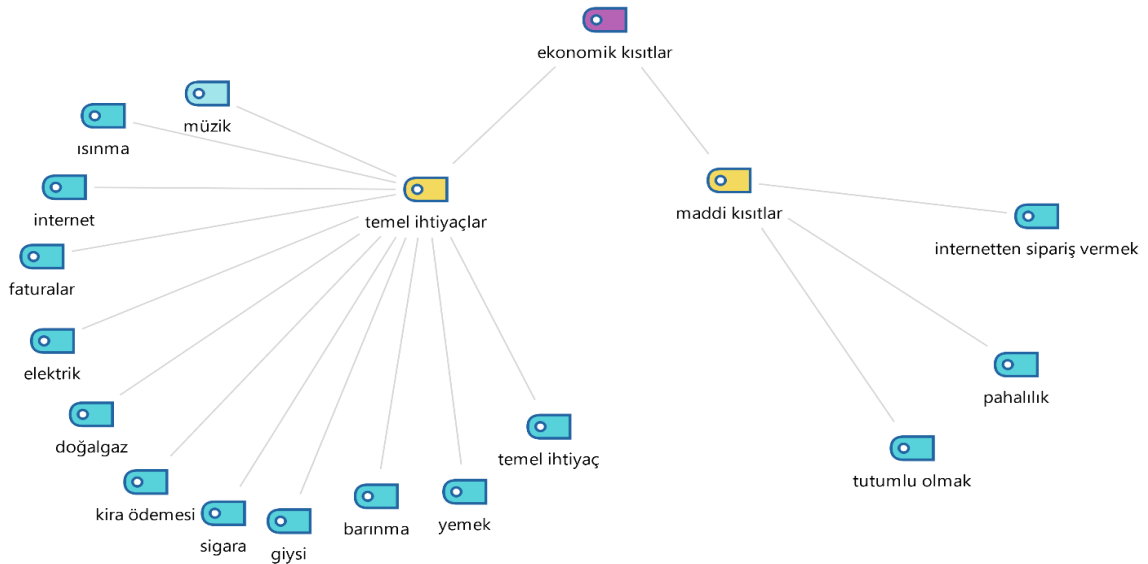 ekonomik kısıtlar
müzik
ısınma
temel ihtiyaçlar
maddi kısıtlar
internet
internetten sipariş vermek
faturalar
elektrik
pahalılık
doğalgaz
temel ihtiyaç
tutumlu olmak
kira ödemesi
sigara
giysi
barınma
yemek